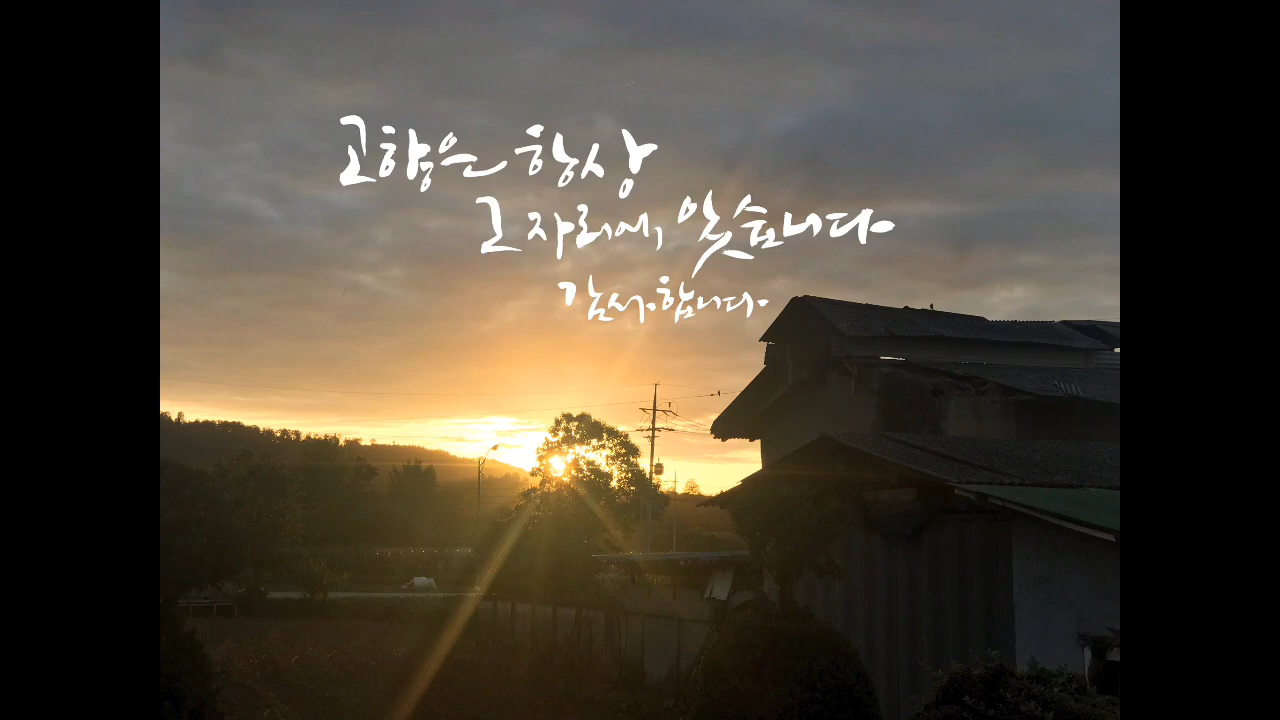 고향은 항상
그 자리에, 있습니다
감사합니다